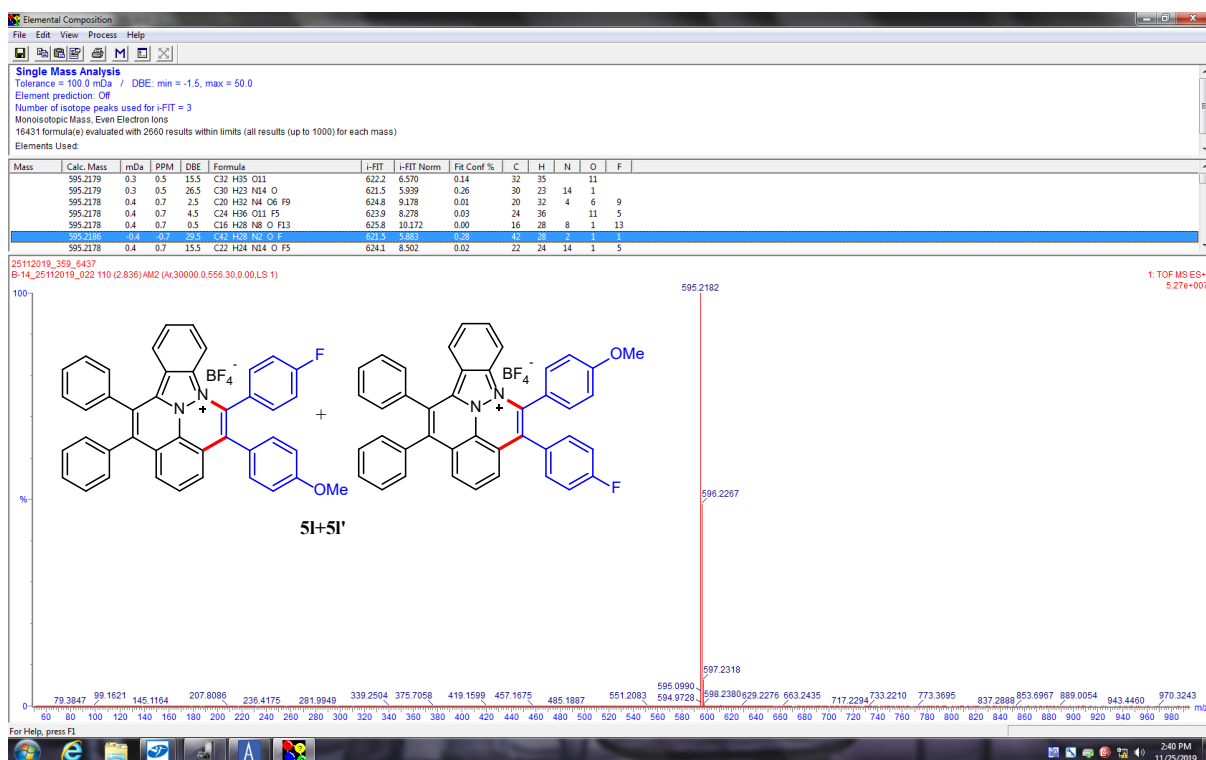 Elemental Composition
File Edit View Process Help
Single Mass Analysis
Tolerance = 100.0 mDa / DBE: min = -1.5, max = 50.0
Element prediction: Off
Number of isotope peaks used for i-FIT = 3
Monoisotopic Mass, Even Electron Ions
16431 formula(e) evaluated with 2660 results within limits (all results (up to 1000) for each mass)
Elements Used:
Mass Calc. Mass mDa PPM DBE Formula i-FIT i-FIT Norm Fit Conf % C H N O F
595.2179 0.3 0.5 15.5 C32 H35 O11 622.2 6.570 0.14 32 35 11
595.2179 0.3 0.5 26.5 C30 H23 N14 O 621.5 5.939 0.26 30 23 14 1
595.2178 0.4 0.7 2.5 C20 H32 N4 O6 F9 624.8 9.178 0.01 20 32 4 6 9
595.2178 0.4 0.7 4.5 C24 H36 O11 F5 623.9 8.278 0.03 24 36 11 5
595.2178 0.4 0.7 0.5 C16 H28 N8 O F13 625.8 10.172 0.00 16 28 8 1 13
595.2186 -0.4 -0.7 29.5 C42 H28 N2 O F 621.5 5.883 0.28 42 28 2 1 1
595.2178 0.4 0.7 15.5 C22 H24 N14 O F5 624.1 8.502 0.02 22 24 14 1 5
25112019_359_6437
B-14_25112019_022 110 (2.836) AM2 (Ar,30000.0,556.30,0.00,LS 1)
1: TOF MS ES+
5.27e+007
100
595.2182
F
BF4-
N
N
+
OMe
+
OMe
BF4-
N
N
+
F
5l+5l'
%
596.2267
597.2318
0
79.3847 99.1621 145.1164 207.8086 236.4175 281.9949 339.2504 375.7058 419.1599 457.1675 485.1887 551.2083 594.9728 595.0990 598.2380 629.2276 663.2435 717.2294 733.2210 773.3695 837.2888 853.6967 889.0054 943.4460 970.3243
m/z
60 80 100 120 140 160 180 200 220 240 260 280 300 320 340 360 380 400 420 440 460 480 500 520 540 560 580 600 620 640 660 680 700 720 740 760 780 800 820 840 860 880 900 920 940 960 980
For Help, press F1
2:40 PM
11/25/2019